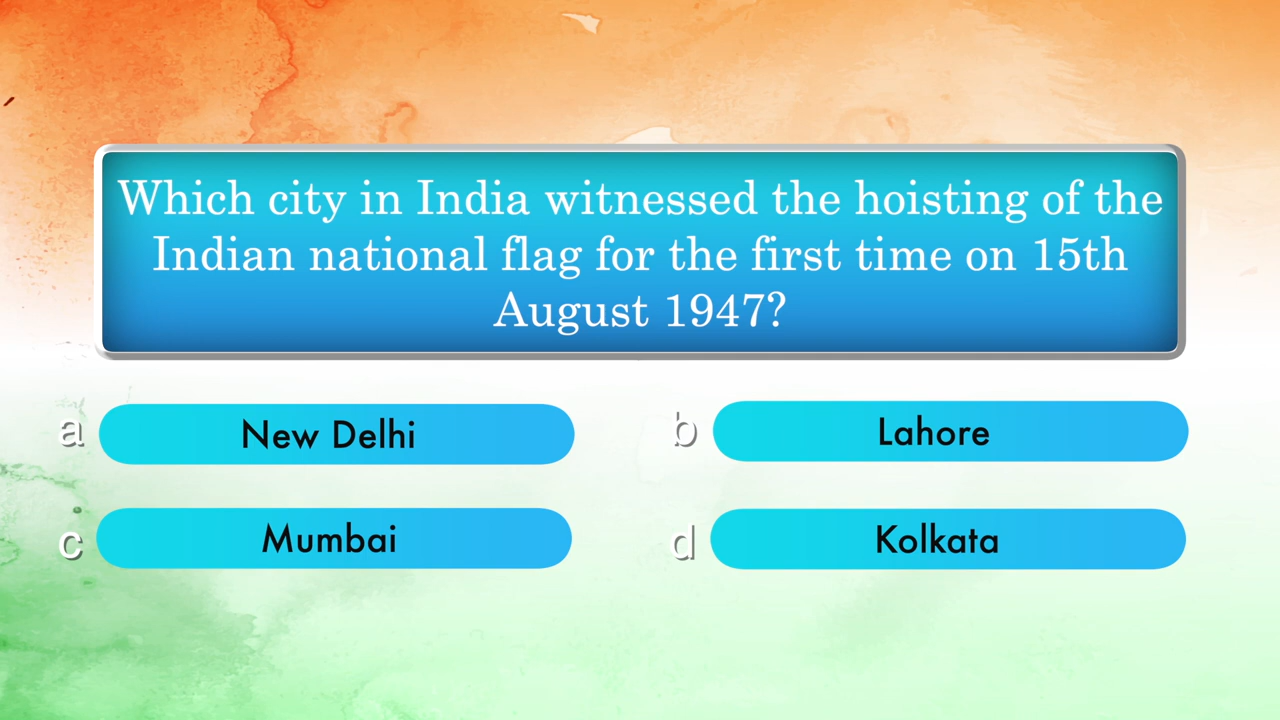 Which city in India witnessed the hoisting of the
Indian national flag for the first time on 15th
August 1947?
a New Delhi
b Lahore
c Mumbai
d Kolkata